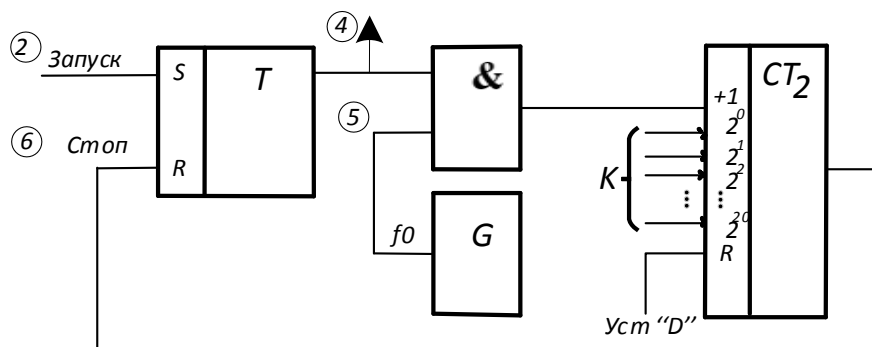 2 Запуск
4
S T & CT2
5
+1
6 Стоп
2^0
2^1
R K 2^2
⋮ ⋮
2^20
f0 G R
Уст “D”